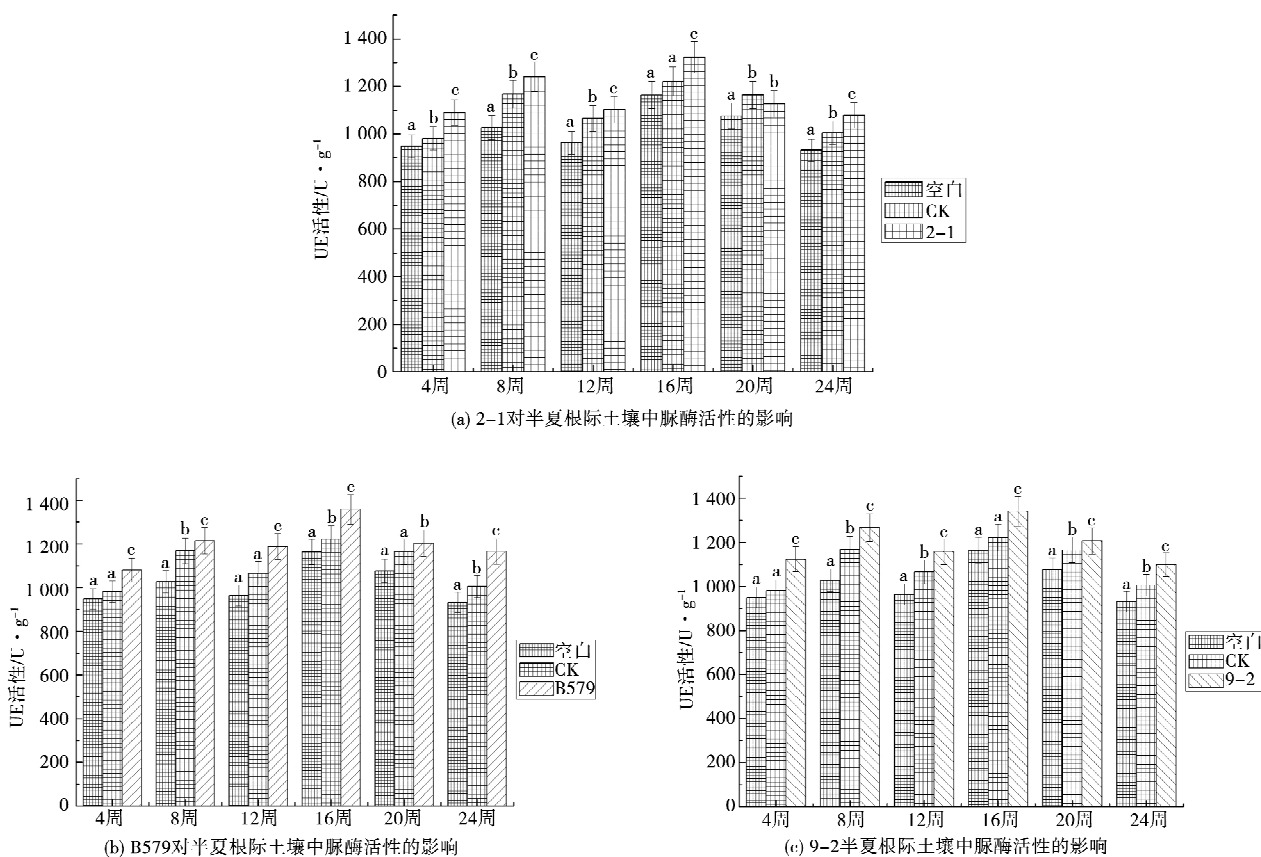 1 400
1 200
1 000
800
600
400
200
0
UE活性/U·g⁻¹
a b c
a b c
a b c
a a c
a b b
a b c
空白
CK
2-1
4周 8周 12周 16周 20周 24周
(a) 2-1对半夏根际土壤中脲酶活性的影响
1 400
1 200
1 000
800
600
400
200
0
UE活性/U·g⁻¹
a a c
a b c
a a c
a b c
a a b
a b c
空白
CK
B579
4周 8周 12周 16周 20周 24周
(b) B579对半夏根际土壤中脲酶活性的影响
1 400
1 200
1 000
800
600
400
200
0
UE活性/U·g⁻¹
a a c
a b c
a b c
a a c
a b c
a b c
空白
CK
9-2
4周 8周 12周 16周 20周 24周
(c) 9-2半夏根际土壤中脲酶活性的影响